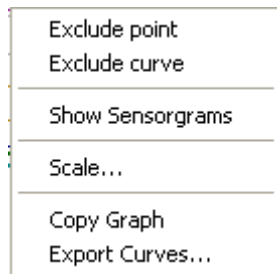 Exclude point
Exclude curve
Show Sensorgrams
Scale...
Copy Graph
Export Curves...